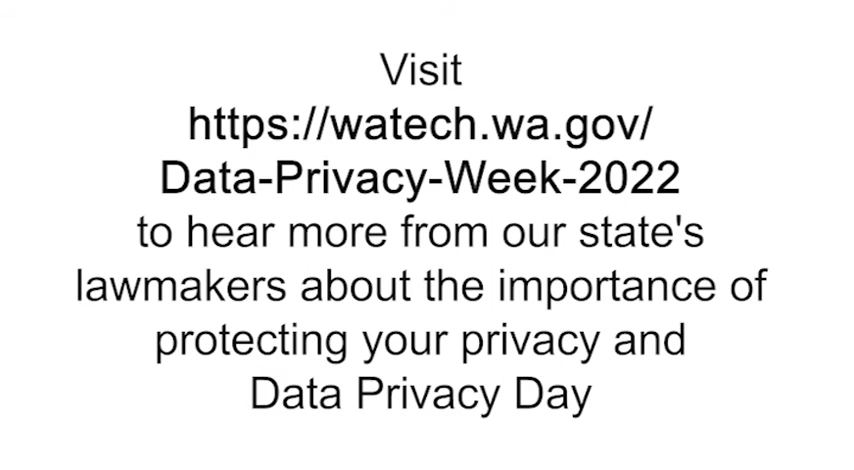 Visit
https://watech.wa.gov/
Data-Privacy-Week-2022
to hear more from our state's
lawmakers about the importance of
protecting your privacy and
Data Privacy Day